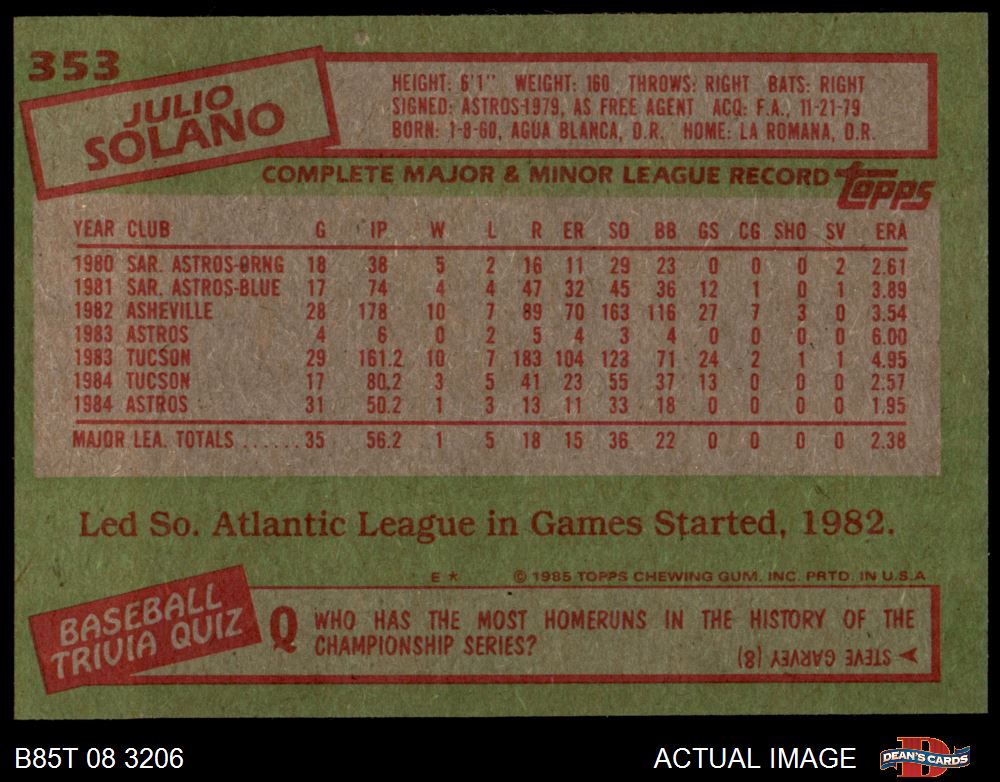 353
JULIO
SOLANO
HEIGHT: 6'1" WEIGHT: 160 THROWS: RIGHT BATS: RIGHT
SIGNED: ASTROS-1979, AS FREE AGENT ACQ: F.A., 11-21-79
BORN: 1-8-60, AGUA BLANCA, D.R. HOME: LA ROMANA, D.R.
COMPLETE MAJOR & MINOR LEAGUE RECORD topps
YEAR CLUB G IP W L R ER SO BB GS CG SHO SV ERA
1980 SAR. ASTROS-ORNG 18 38 5 2 16 11 29 23 0 0 0 2 2.61
1981 SAR. ASTROS-BLUE 17 74 4 4 47 32 45 36 12 1 0 1 3.89
1982 ASHEVILLE 28 178 10 7 89 70 163 116 27 7 3 0 3.54
1983 ASTROS 4 6 0 2 5 4 3 4 0 0 0 0 6.00
1983 TUCSON 29 161.2 10 7 183 104 123 71 24 2 1 1 4.95
1984 TUCSON 17 80.2 3 5 41 23 55 37 13 0 0 0 2.57
1984 ASTROS 31 50.2 1 3 13 11 33 18 0 0 0 0 1.95
MAJOR LEA. TOTALS ...... 35 56.2 1 5 18 15 36 22 0 0 0 0 2.38
Led So. Atlantic League in Games Started, 1982.
E * © 1985 TOPPS CHEWING GUM, INC. PRTD. IN U.S.A
BASEBALL
TRIVIA QUIZ
Q WHO HAS THE MOST HOMERUNS IN THE HISTORY OF THE
CHAMPIONSHIP SERIES?
STEVE GARVEY (8)
B85T 08 3206
ACTUAL IMAGE
D
DEAN'S CARDS